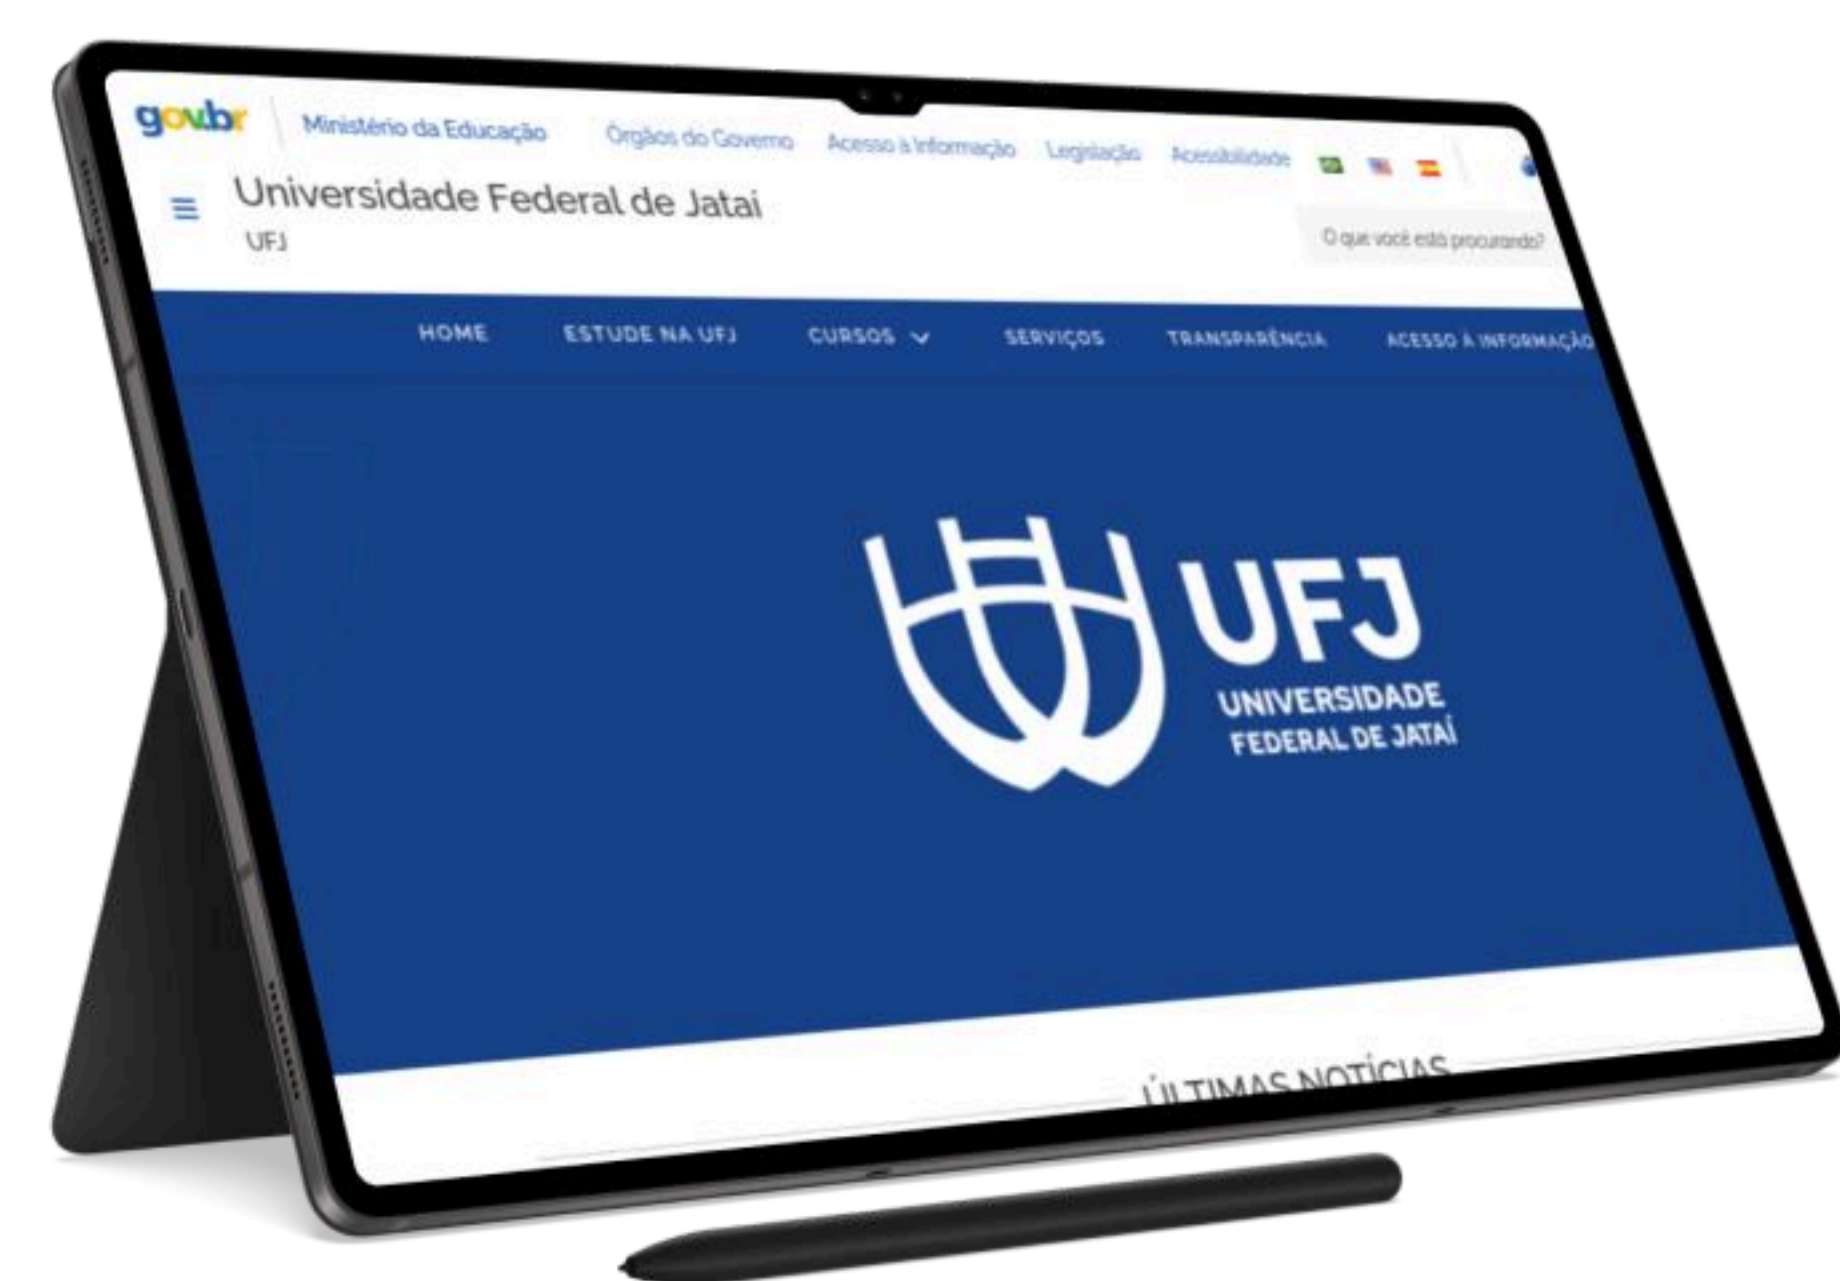 gov.br Ministério da Educação Órgãos do Governo Acesso à Informação Legislação Acessibilidade
Universidade Federal de Jataí
UFJ
O que você está procurando?
HOME ESTUDE NA UFJ CURSOS SERVIÇOS TRANSPARÊNCIA ACESSO À INFORMAÇÃO
UFJ
UNIVERSIDADE
FEDERAL DE JATAÍ
ÚLTIMAS NOTÍCIAS